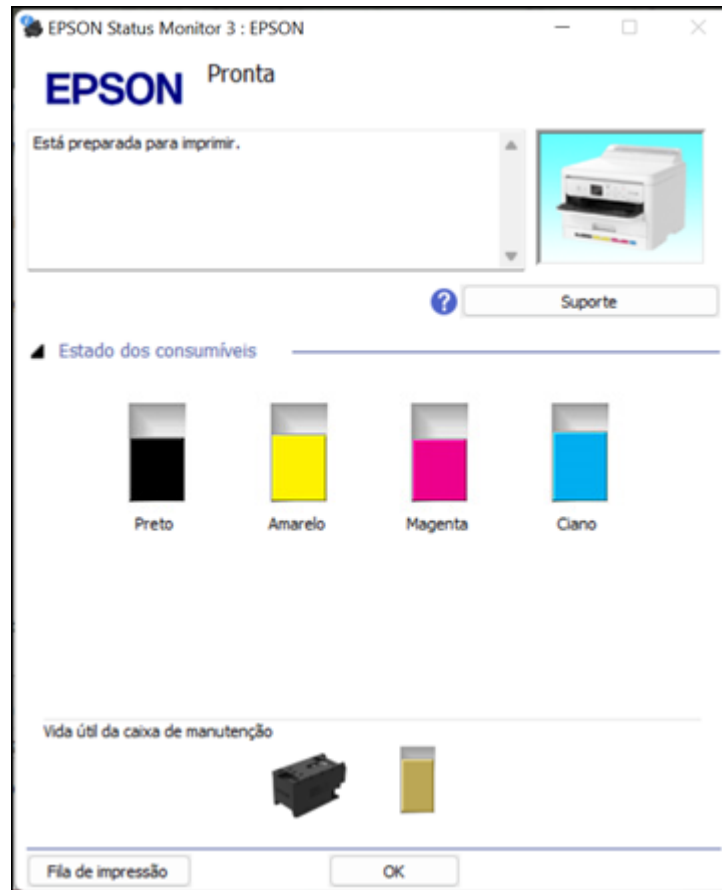 EPSON Status Monitor 3 : EPSON
EPSON
Pronta
Está preparada para imprimir.
Suporte
Estado dos consumíveis
Preto
Amarelo
Magenta
Ciano
Vida útil da caixa de manutenção
Fila de impressão
OK